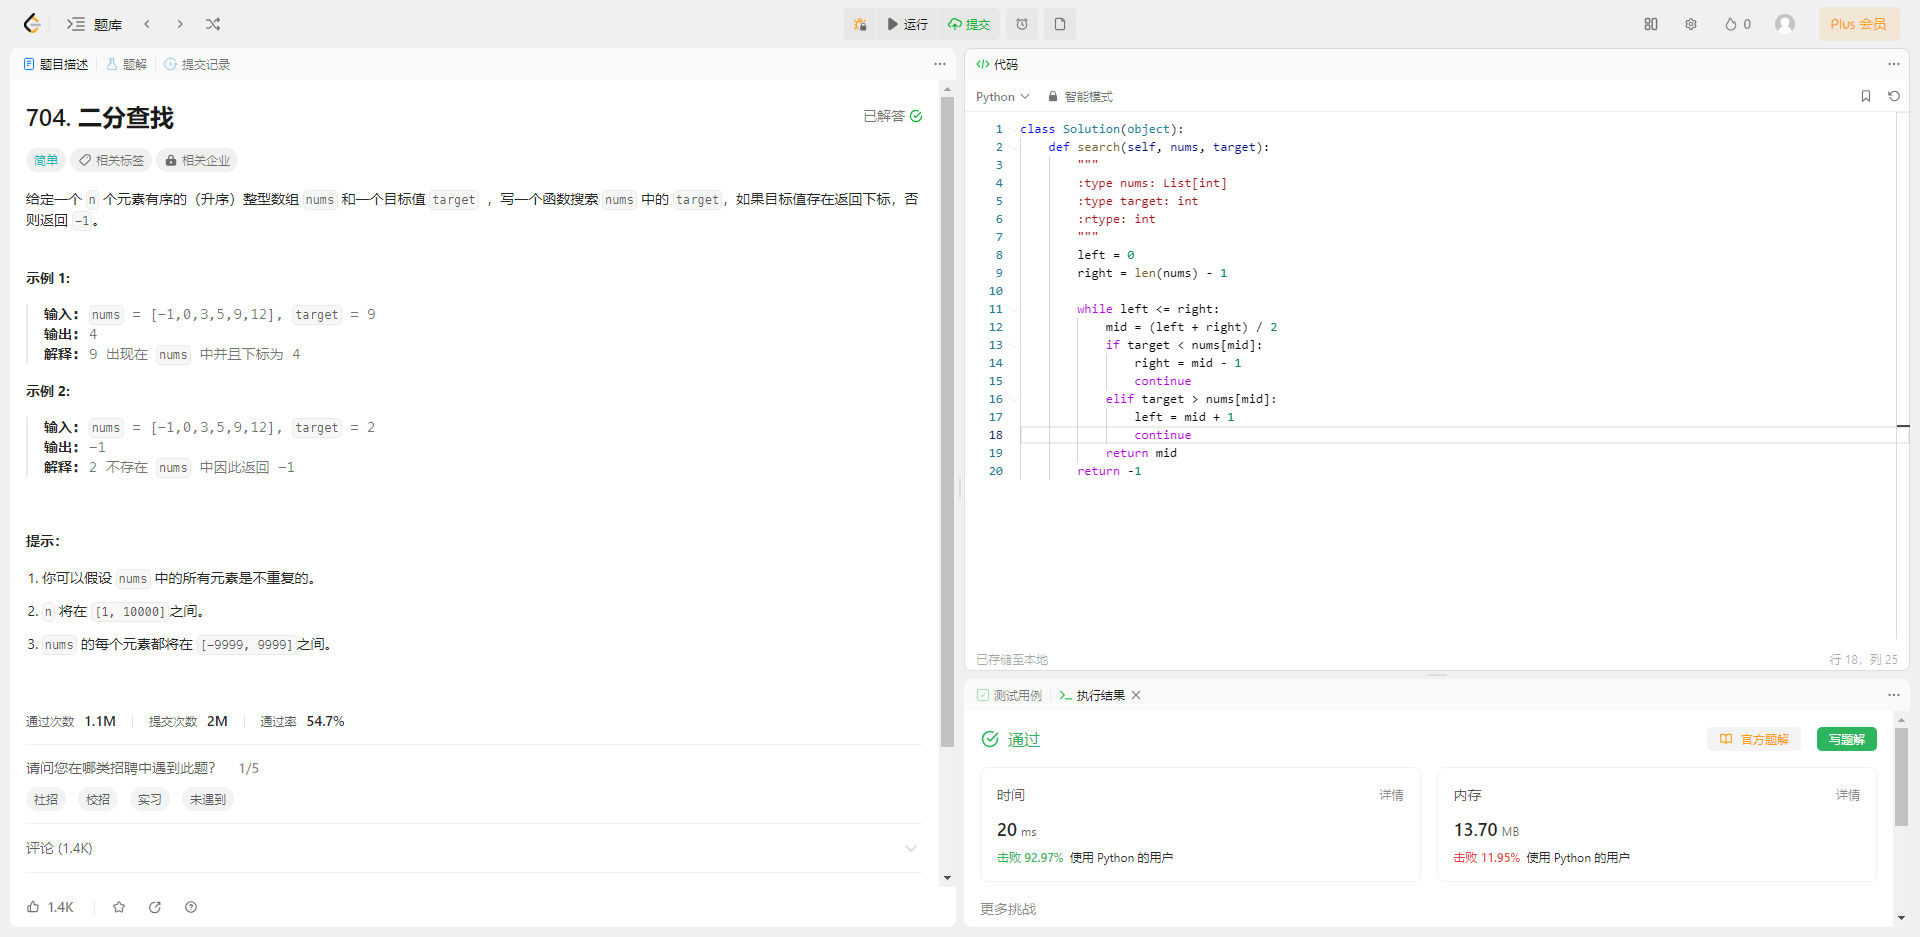 题库
运行
提交
0
Plus 会员
题目描述
题解
提交记录
704. 二分查找
已解答
简单
相关标签
相关企业
给定一个 n 个元素有序的（升序）整型数组 nums 和一个目标值 target ，写一个函数搜索 nums 中的 target，如果目标值存在返回下标，否
则返回 -1。
示例 1:
输入: nums = [-1,0,3,5,9,12], target = 9
输出: 4
解释: 9 出现在 nums 中并且下标为 4
示例 2:
输入: nums = [-1,0,3,5,9,12], target = 2
输出: -1
解释: 2 不存在 nums 中因此返回 -1
提示：
1. 你可以假设 nums 中的所有元素是不重复的。
2. n 将在 [1, 10000]之间。
3. nums 的每个元素都将在 [-9999, 9999]之间。
通过次数 1.1M
提交次数 2M
通过率 54.7%
请问您在哪类招聘中遇到此题？ 1/5
社招
校招
实习
未遇到
评论 (1.4K)
1.4K
代码
Python
智能模式
1 class Solution(object):
2     def search(self, nums, target):
3         """
4         :type nums: List[int]
5         :type target: int
6         :rtype: int
7         """
8         left = 0
9         right = len(nums) - 1
10
11         while left <= right:
12             mid = (left + right) / 2
13             if target < nums[mid]:
14                 right = mid - 1
15                 continue
16             elif target > nums[mid]:
17                 left = mid + 1
18                 continue
19             return mid
20         return -1
已存储至本地
行 18，列 25
测试用例
执行结果
通过
官方题解
写题解
时间
详情
20 ms
击败 92.97% 使用 Python 的用户
内存
详情
13.70 MB
击败 11.95% 使用 Python 的用户
更多挑战